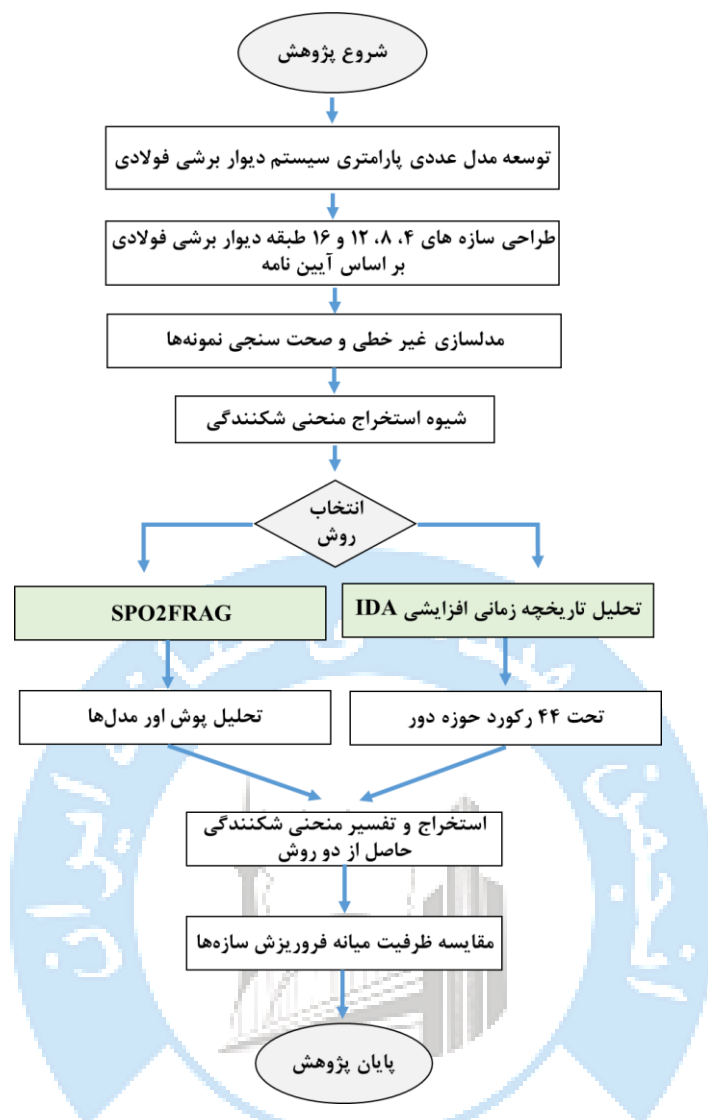 شروع پژوهش
توسعه مدل عددی پارامتری سیستم دیوار برشی فولادی
طراحی سازه های ۴، ۸، ۱۲ و ۱۶ طبقه دیوار برشی فولادی
بر اساس آیین نامه
مدلسازی غیر خطی و صحت سنجی نمونه‌ها
شیوه استخراج منحنی شکنندگی
انتخاب
روش
تحلیل تاریخچه زمانی افزایشی IDA
SPO2FRAG
تحت ۴۴ رکورد حوزه دور
تحلیل پوش اور مدل‌ها
استخراج و تفسیر منحنی شکنندگی
حاصل از دو روش
مقایسه ظرفیت میانه فروریزش سازه‌ها
پایان پژوهش
انجمن
ایران